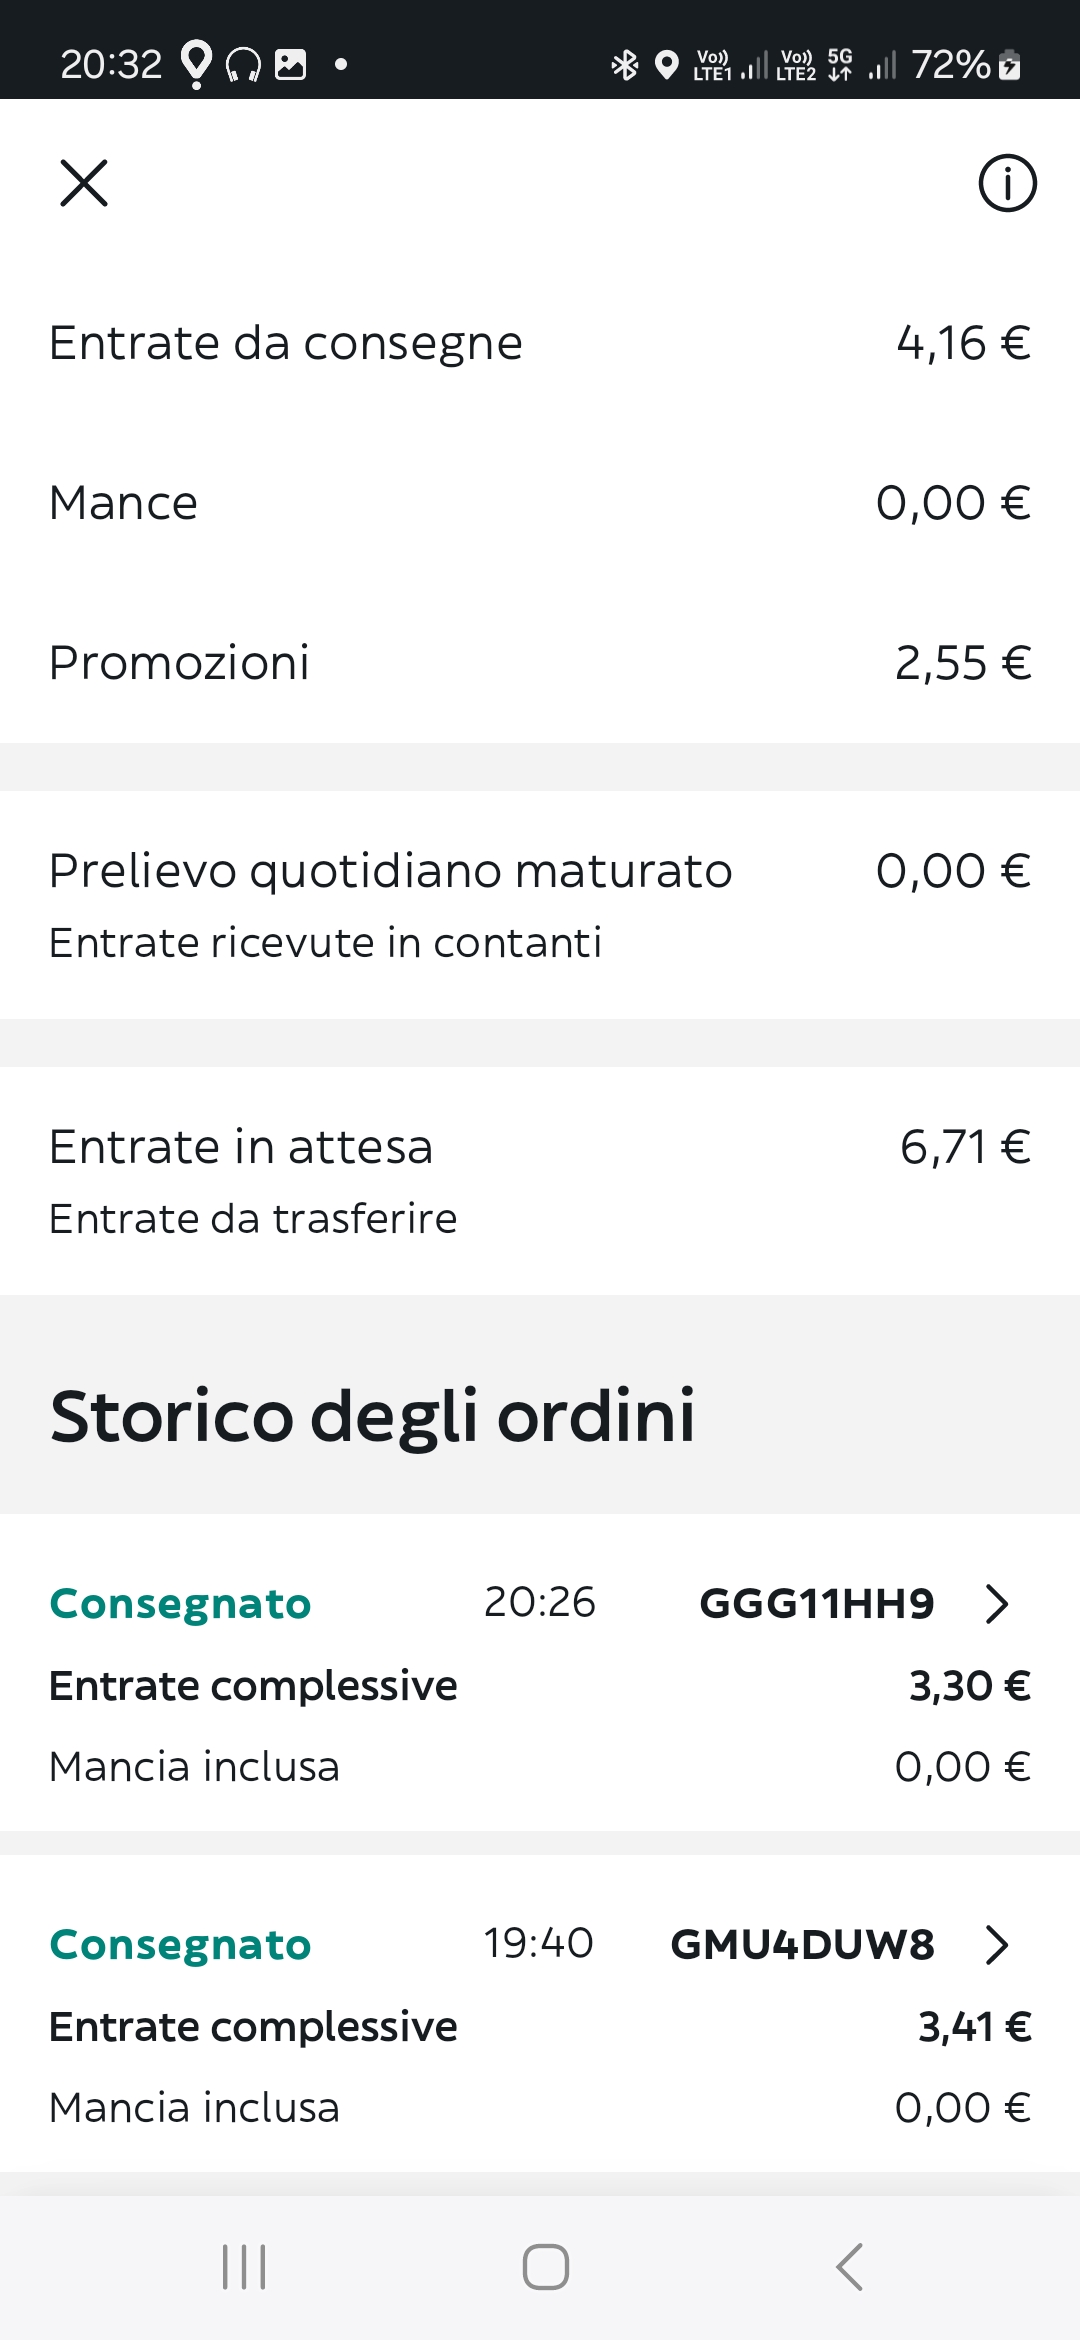 20:32 Vo)) LTE1 Vo)) LTE2 5G 72%
Entrate da consegne 4,16 €
Mance 0,00 €
Promozioni 2,55 €
Prelievo quotidiano maturato 0,00 €
Entrate ricevute in contanti
Entrate in attesa 6,71 €
Entrate da trasferire
Storico degli ordini
Consegnato 20:26 GGG11HH9
Entrate complessive 3,30 €
Mancia inclusa 0,00 €
Consegnato 19:40 GMU4DUW8
Entrate complessive 3,41 €
Mancia inclusa 0,00 €